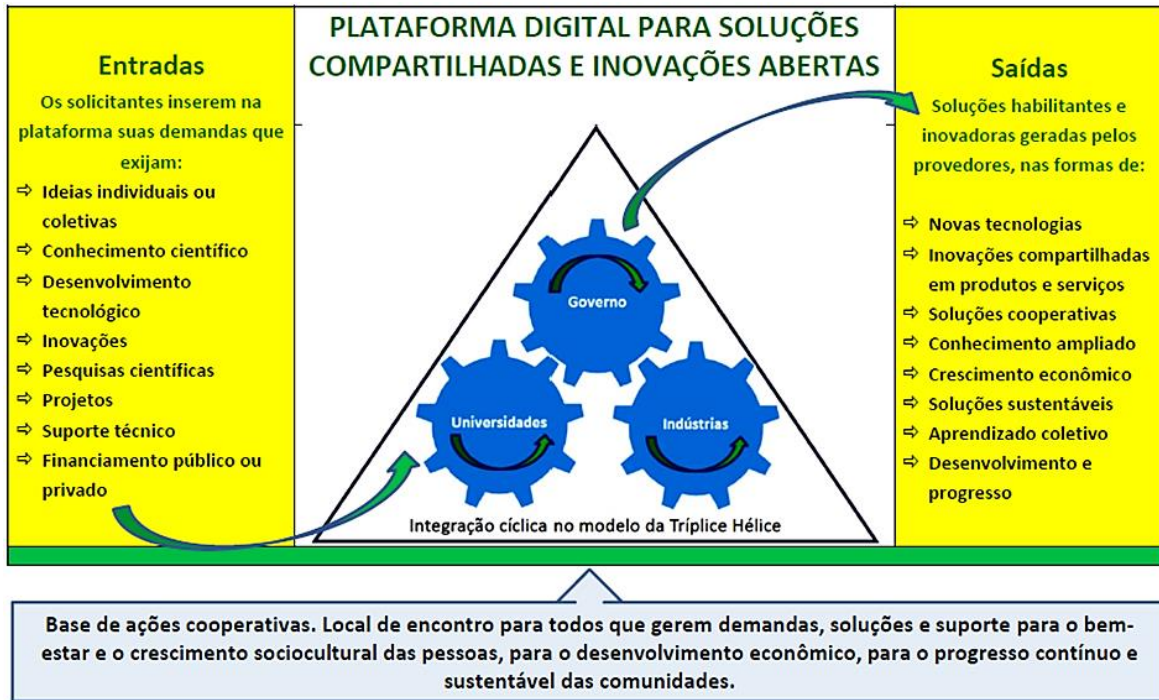 PLATAFORMA DIGITAL PARA SOLUÇÕES
COMPARTILHADAS E INOVAÇÕES ABERTAS
Entradas
Os solicitantes inserem na
plataforma suas demandas que
exijam:
⇨ Ideias individuais ou
coletivas
⇨ Conhecimento científico
⇨ Desenvolvimento
tecnológico
⇨ Inovações
⇨ Pesquisas científicas
⇨ Projetos
⇨ Suporte técnico
⇨ Financiamento público ou
privado
Governo
Universidades
Indústrias
Integração cíclica no modelo da Tríplice Hélice
Saídas
Soluções habilitantes e
inovadoras geradas pelos
provedores, nas formas de:
⇨ Novas tecnologias
⇨ Inovações compartilhadas
em produtos e serviços
⇨ Soluções cooperativas
⇨ Conhecimento ampliado
⇨ Crescimento econômico
⇨ Soluções sustentáveis
⇨ Aprendizado coletivo
⇨ Desenvolvimento e
progresso
Base de ações cooperativas. Local de encontro para todos que gerem demandas, soluções e suporte para o bem-
estar e o crescimento sociocultural das pessoas, para o desenvolvimento econômico, para o progresso contínuo e
sustentável das comunidades.